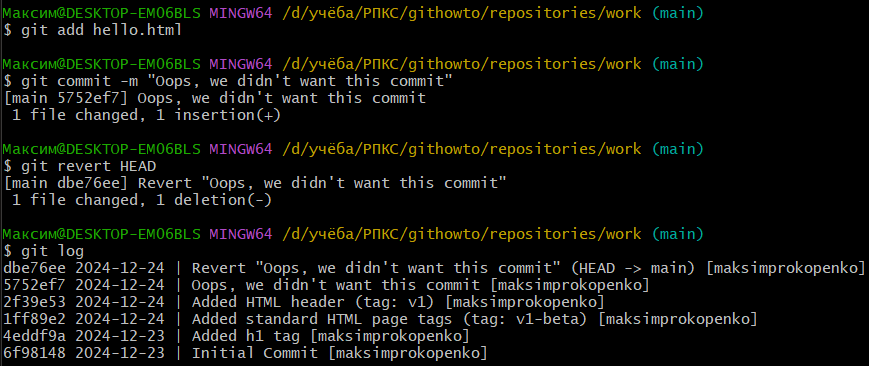 Максим@DESKTOP-EM06BLS MINGW64 /d/учёба/РПКС/githowto/repositories/work (main)
$ git add hello.html
Максим@DESKTOP-EM06BLS MINGW64 /d/учёба/РПКС/githowto/repositories/work (main)
$ git commit -m "Oops, we didn't want this commit"
[main 5752ef7] Oops, we didn't want this commit
1 file changed, 1 insertion(+)
Максим@DESKTOP-EM06BLS MINGW64 /d/учёба/РПКС/githowto/repositories/work (main)
$ git revert HEAD
[main dbe76ee] Revert "Oops, we didn't want this commit"
1 file changed, 1 deletion(-)
Максим@DESKTOP-EM06BLS MINGW64 /d/учёба/РПКС/githowto/repositories/work (main)
$ git log
dbe76ee 2024-12-24 | Revert "Oops, we didn't want this commit" (HEAD -> main) [maksimprokopenko]
5752ef7 2024-12-24 | Oops, we didn't want this commit [maksimprokopenko]
2f39e53 2024-12-24 | Added HTML header (tag: v1) [maksimprokopenko]
1ff89e2 2024-12-24 | Added standard HTML page tags (tag: v1-beta) [maksimprokopenko]
4eddf9a 2024-12-23 | Added h1 tag [maksimprokopenko]
6f98148 2024-12-23 | Initial Commit [maksimprokopenko]